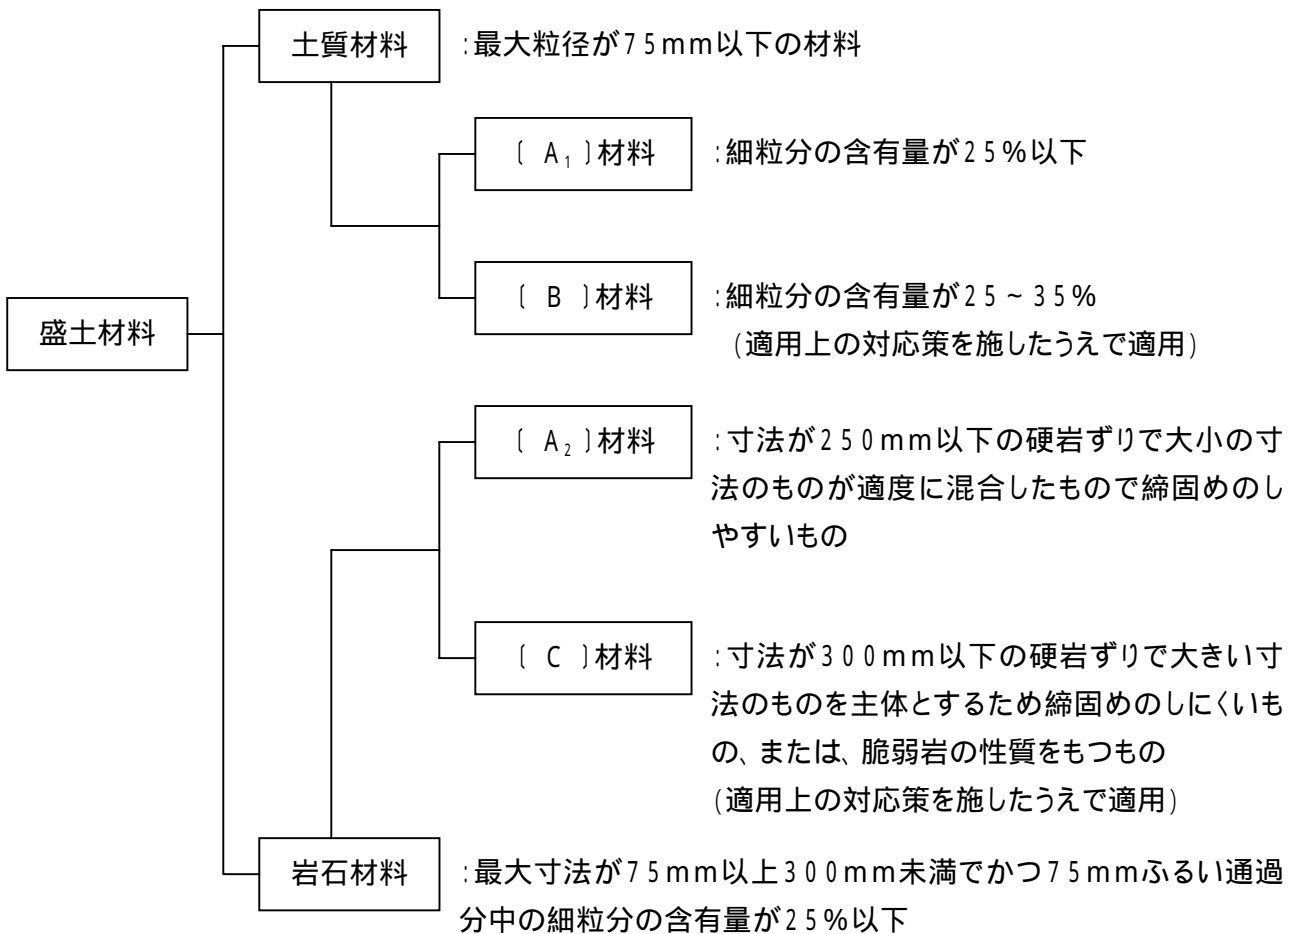 土質材料 :最大粒径が75mm以下の材料
〔 A₁ 〕材料 :細粒分の含有量が25%以下
〔 B 〕材料 :細粒分の含有量が25～35%
(適用上の対応策を施したうえで適用)
盛土材料
〔 A₂ 〕材料 :寸法が250mm以下の硬岩ずりで大小の寸
法のものが適度に混合したもので締固めのし
やすいもの
〔 C 〕材料 :寸法が300mm以下の硬岩ずりで大きい寸
法のものを主体とするため締固めのしにくいも
の、または、脆弱岩の性質をもつもの
(適用上の対応策を施したうえで適用)
岩石材料 :最大寸法が75mm以上300mm未満でかつ75mmふるい通過
分中の細粒分の含有量が25%以下